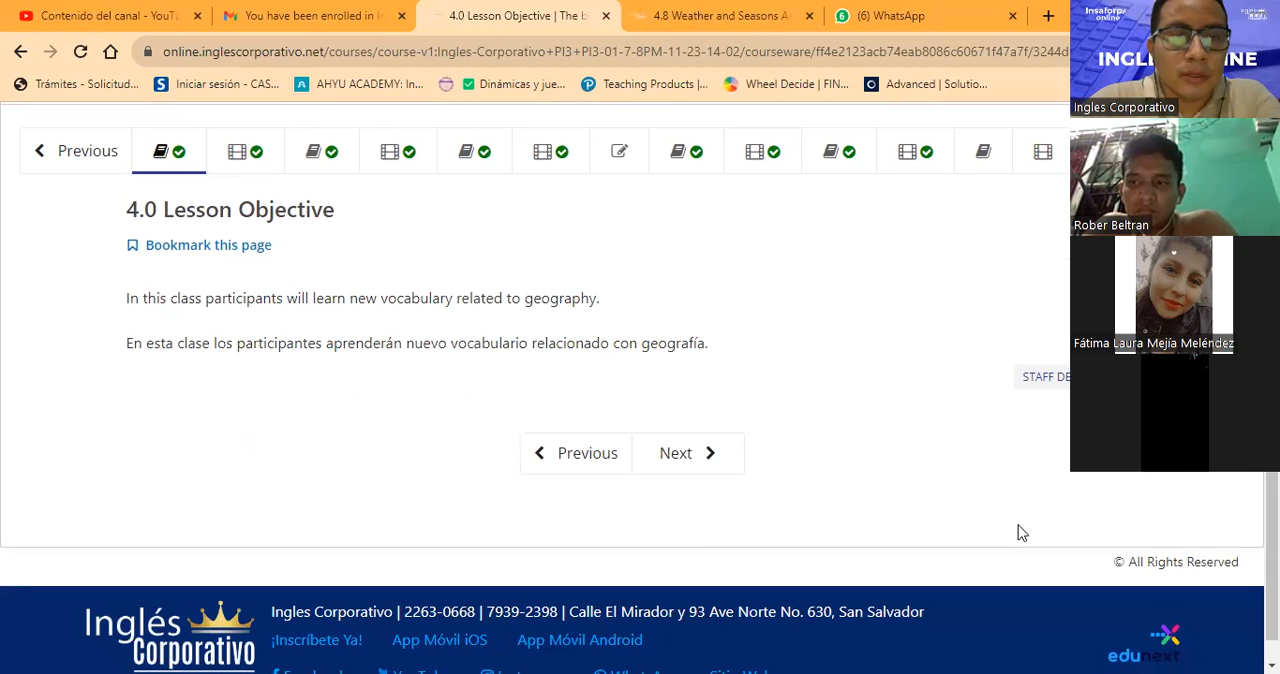 Contenido del canal - YouTu
You have been enrolled in I
4.0 Lesson Objective | The b
4.8 Weather and Seasons A
(6) WhatsApp
online.inglescorporativo.net/courses/course-v1:Ingles-Corporativo+PI3+PI3-01-7-8PM-11-23-14-02/courseware/ff4e2123acb74eab8086c60671f47a7f/3244d
Trámites - Solicitud...
Iniciar sesión - CAS...
AHYU ACADEMY: In...
Dinámicas y jue...
Teaching Products |...
Wheel Decide | FIN...
Advanced | Solutio...
Insaforp
online
INGL
INE
Ingles Corporativo
Rober Beltran
Fátima Laura Mejía Meléndez
Previous
4.0 Lesson Objective
Bookmark this page
In this class participants will learn new vocabulary related to geography.
En esta clase los participantes aprenderán nuevo vocabulario relacionado con geografía.
STAFF DE
Previous
Next
© All Rights Reserved
Inglés
Corporativo
Ingles Corporativo | 2263-0668 | 7939-2398 | Calle El Mirador y 93 Ave Norte No. 630, San Salvador
¡Inscríbete Ya!
App Móvil iOS
App Móvil Android
edunext